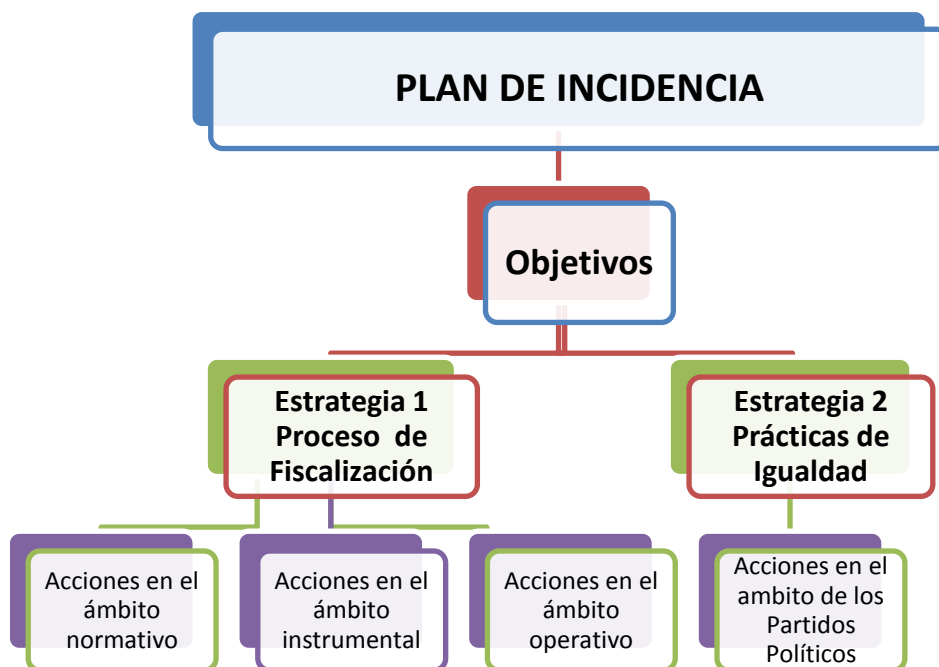 PLAN DE INCIDENCIA
Objetivos
Estrategia 1
Proceso de
Fiscalización
Estrategia 2
Prácticas de
Igualdad
Acciones en el
ámbito
normativo
Acciones en el
ámbito
instrumental
Acciones en el
ámbito
operativo
Acciones en el
ambito de los
Partidos
Políticos